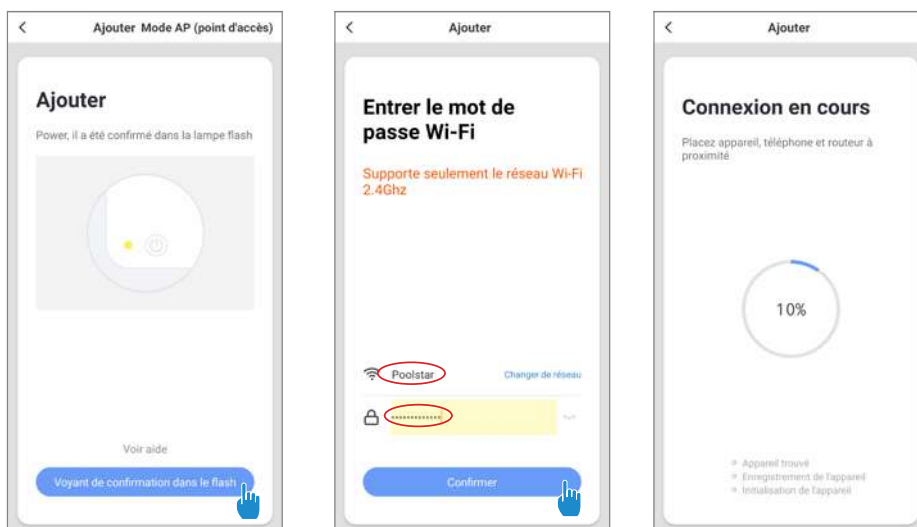 Ajouter Mode AP (point d'accès)
Ajouter
Power, il a été confirmé dans la lampe flash
Voir aide
Voyant de confirmation dans le flash
Ajouter
Entrer le mot de
passe Wi-Fi
Supporte seulement le réseau Wi-Fi
2.4Ghz
Poolstar
Changer de réseau
Confirmer
Ajouter
Connexion en cours
Placez appareil, téléphone et routeur à
proximité
10%
Appareil trouvé
Enregistrement de l'appareil
Initialisation de l'appareil